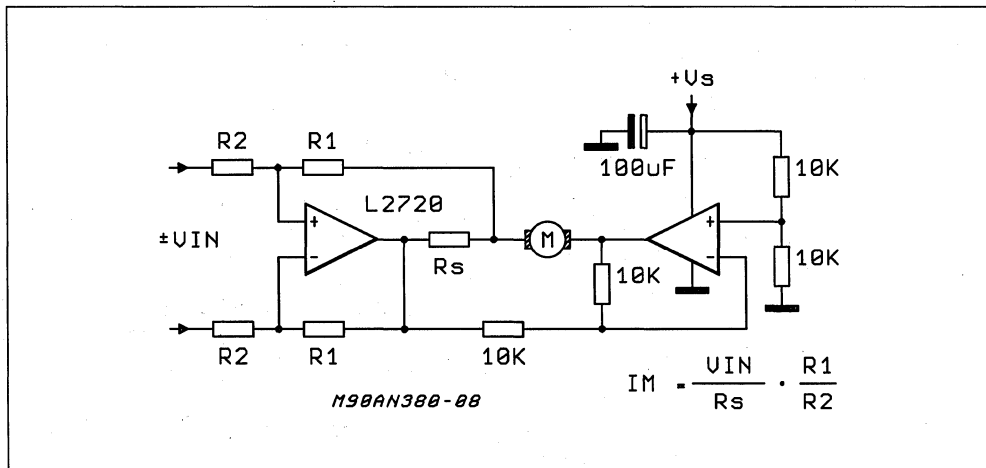 +Vs
R2
R1
100uF
10K
L2720
+
-
±VIN
Rs
M
+
-
10K
10K
R2
R1
10K
IM = VIN/Rs · R1/R2
M90AN380-08